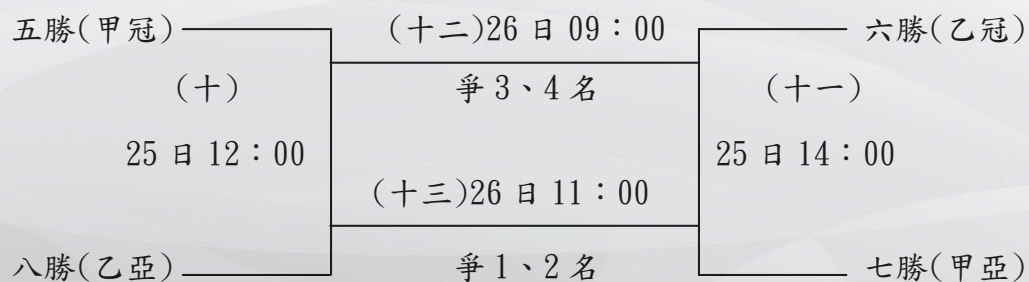 五勝(甲冠)
(十二)26 日 09：00
六勝(乙冠)
(十)
爭 3、4 名
(十一)
25 日 12：00
25 日 14：00
(十三)26 日 11：00
八勝(乙亞)
爭 1、2 名
七勝(甲亞)